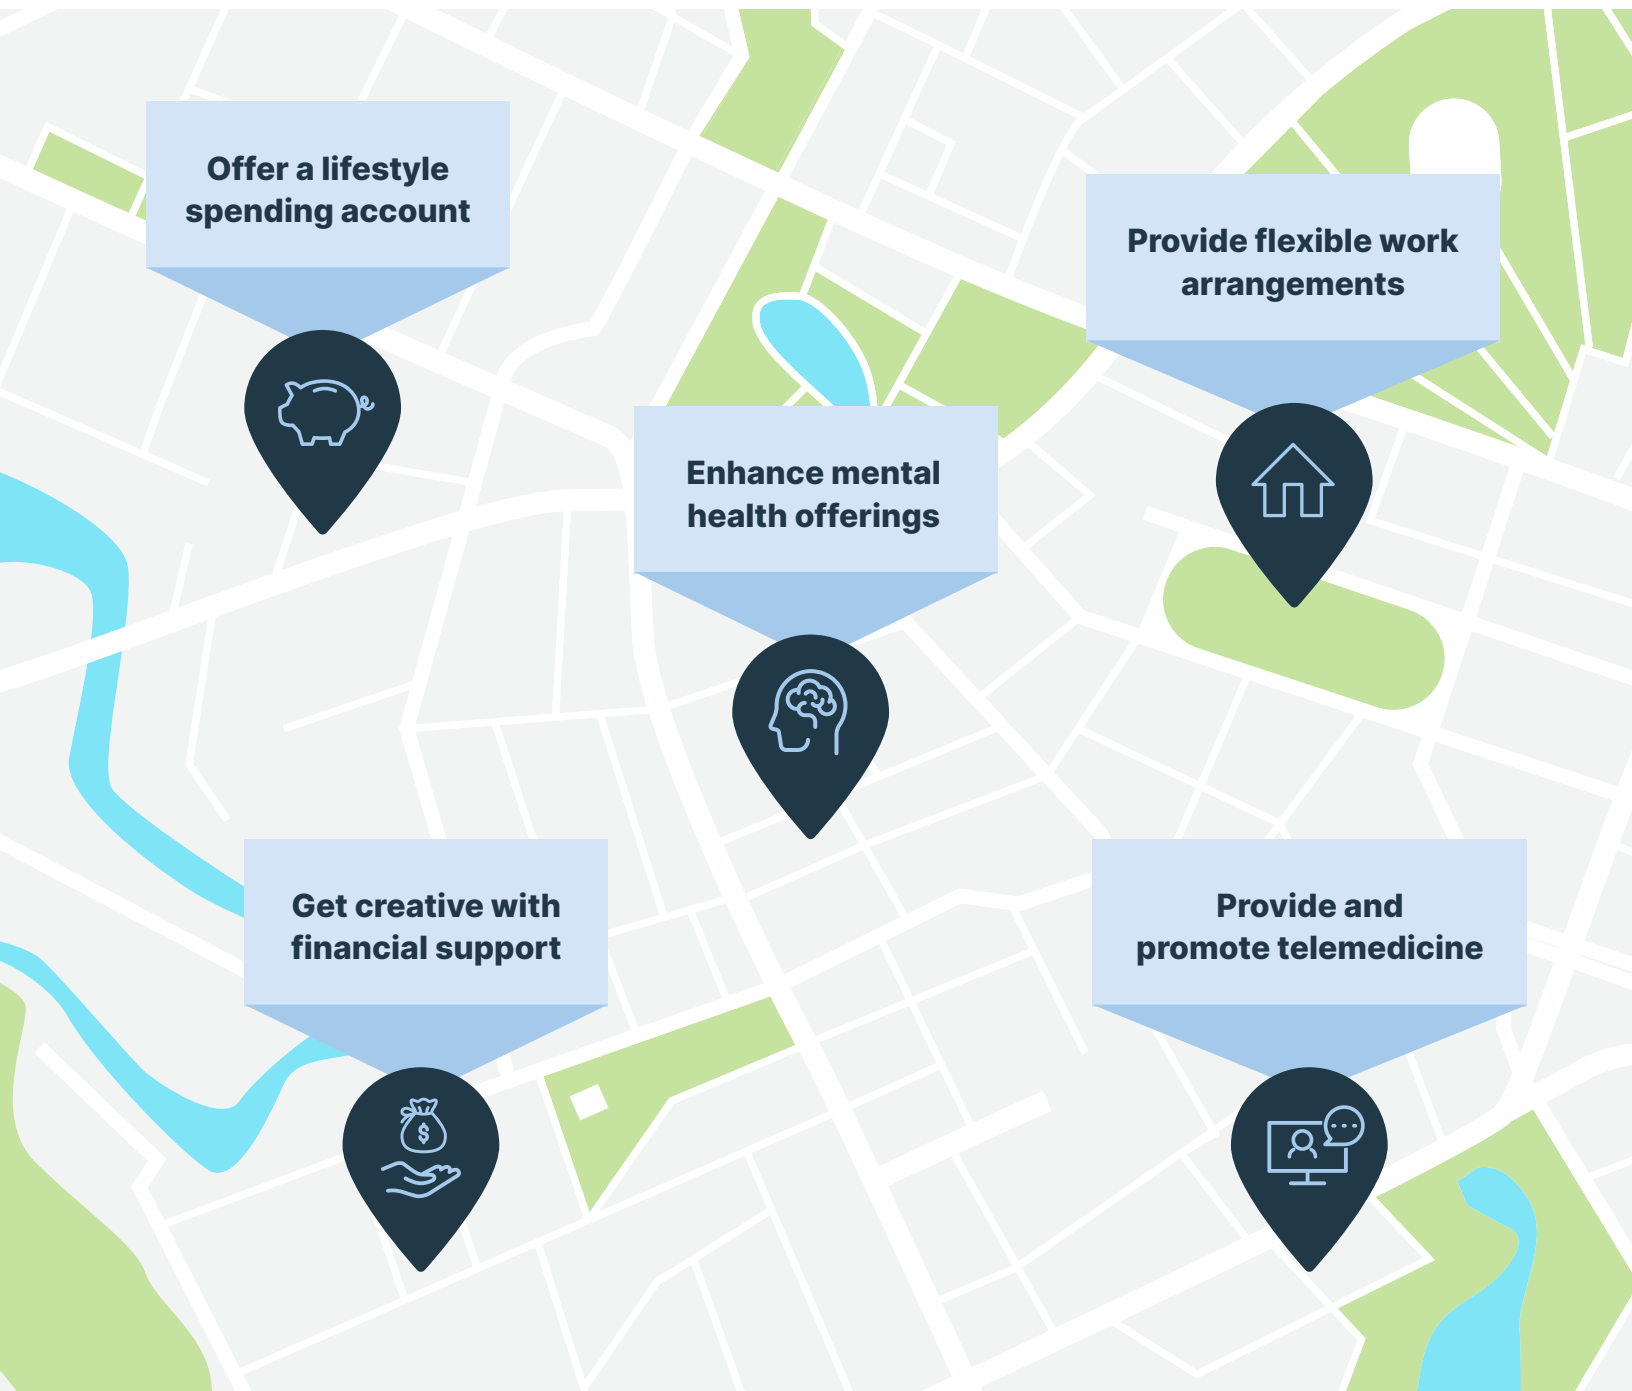 Offer a lifestyle
spending account
Provide flexible work
arrangements
Enhance mental
health offerings
Get creative with
financial support
$
Provide and
promote telemedicine